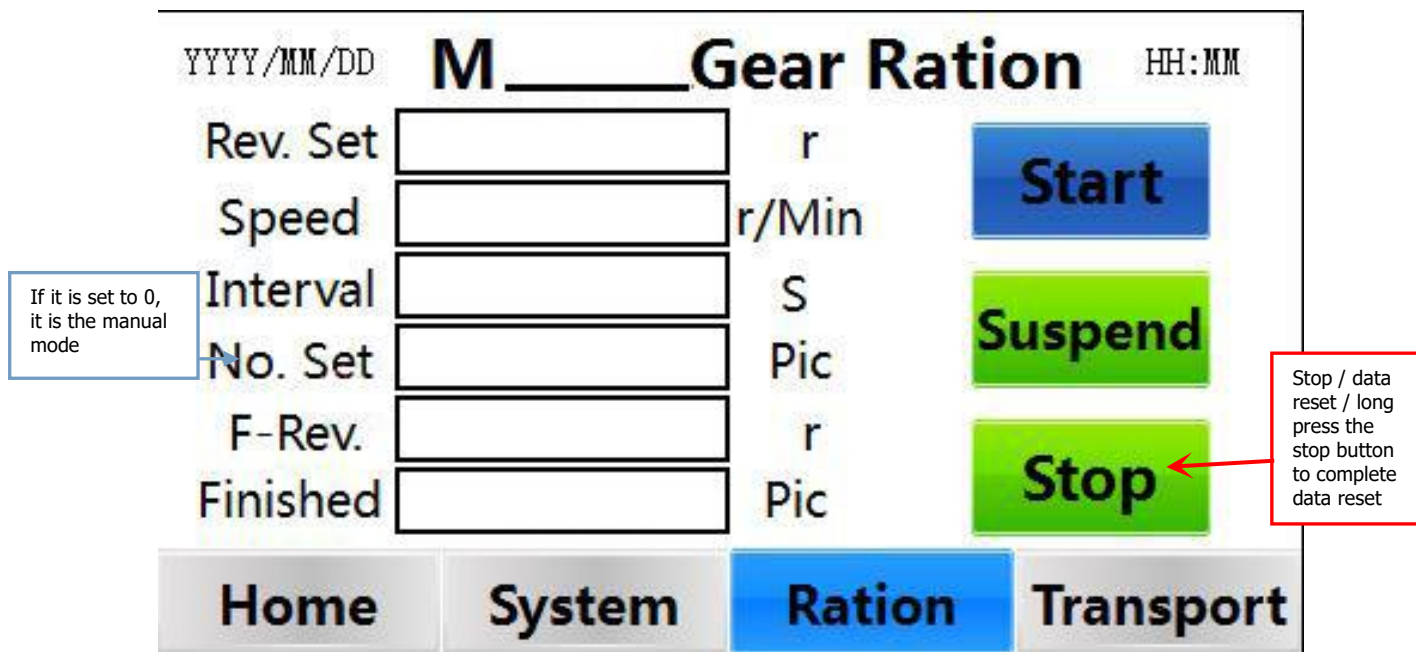 YYYY/MM/DD M_____Gear Ration HH:MM
Rev. Set r
Start
Speed r/Min
Interval S
If it is set to 0,
it is the manual
mode
Suspend
No. Set Pic
Stop / data
reset / long
press the
stop button
to complete
data reset
F-Rev. r
Stop
Finished Pic
Home System Ration Transport